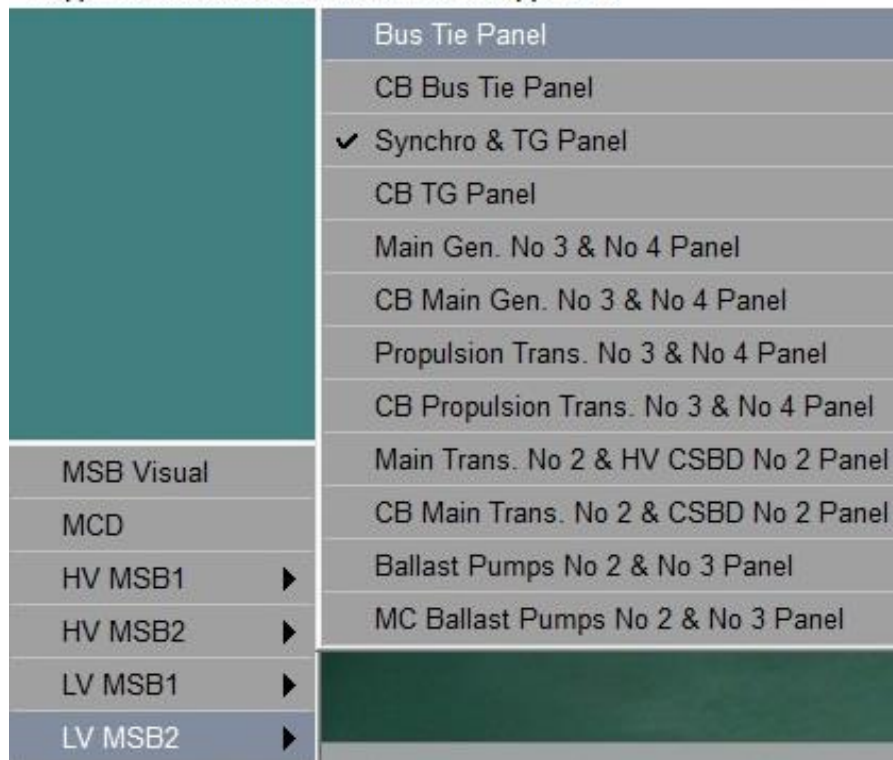 Bus Tie Panel
CB Bus Tie Panel
✓ Synchro & TG Panel
CB TG Panel
Main Gen. No 3 & No 4 Panel
CB Main Gen. No 3 & No 4 Panel
Propulsion Trans. No 3 & No 4 Panel
CB Propulsion Trans. No 3 & No 4 Panel
Main Trans. No 2 & HV CSBD No 2 Panel
CB Main Trans. No 2 & CSBD No 2 Panel
Ballast Pumps No 2 & No 3 Panel
MC Ballast Pumps No 2 & No 3 Panel
MSB Visual
MCD
HV MSB1
HV MSB2
LV MSB1
LV MSB2